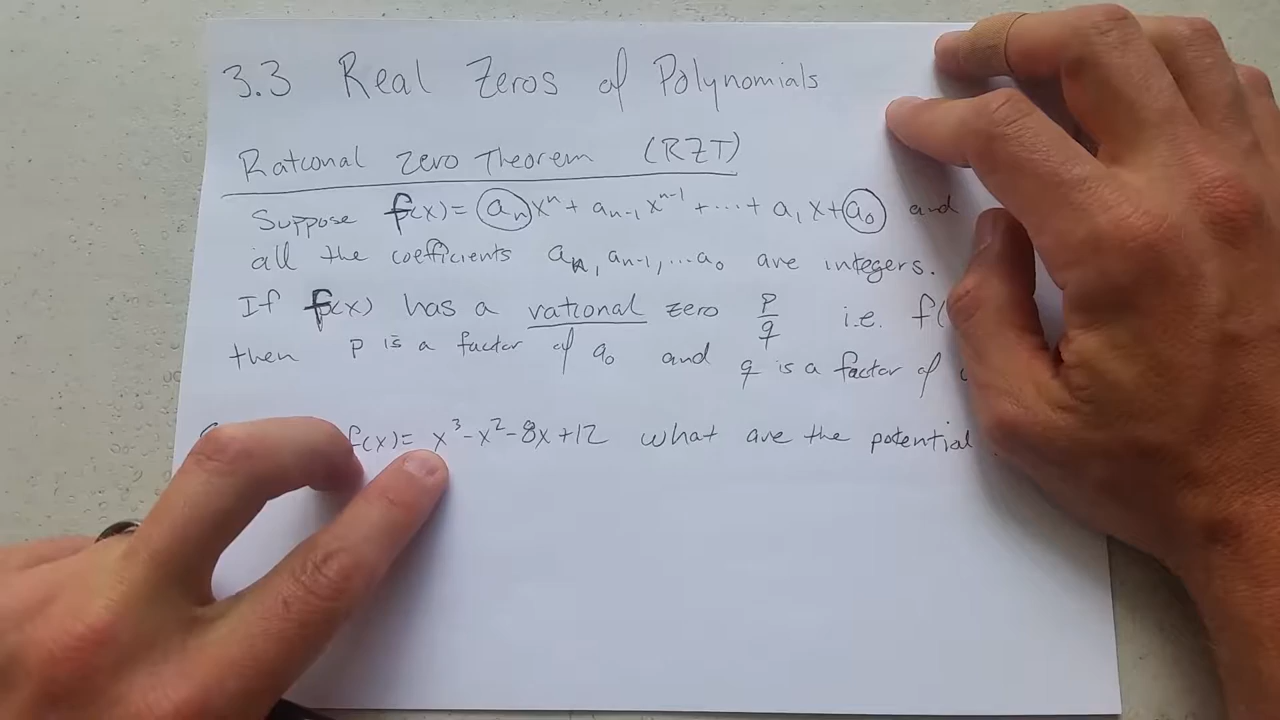 3.3 Real Zeros of Polynomials
Rational Zero Theorem (RZT)
Suppose f(x) = aₙxⁿ + aₙ₋₁xⁿ⁻¹ + ... + a₁x + a₀ and
all the coefficients aₙ, aₙ₋₁, ... a₀ are integers.
If f(x) has a rational zero p/q i.e. f(
then p is a factor of a₀ and q is a factor of
f(x) = x³ - x² - 8x + 12 what are the potential